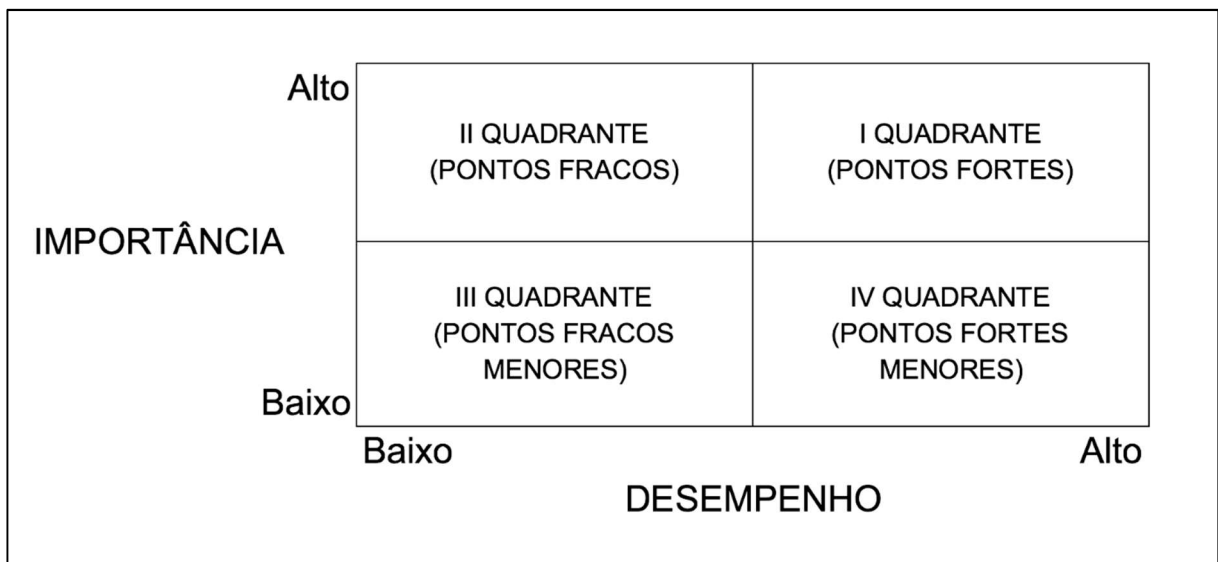 Alto
II QUADRANTE
(PONTOS FRACOS)
I QUADRANTE
(PONTOS FORTES)
IMPORTÂNCIA
III QUADRANTE
(PONTOS FRACOS
MENORES)
IV QUADRANTE
(PONTOS FORTES
MENORES)
Baixo
Baixo
Alto
DESEMPENHO